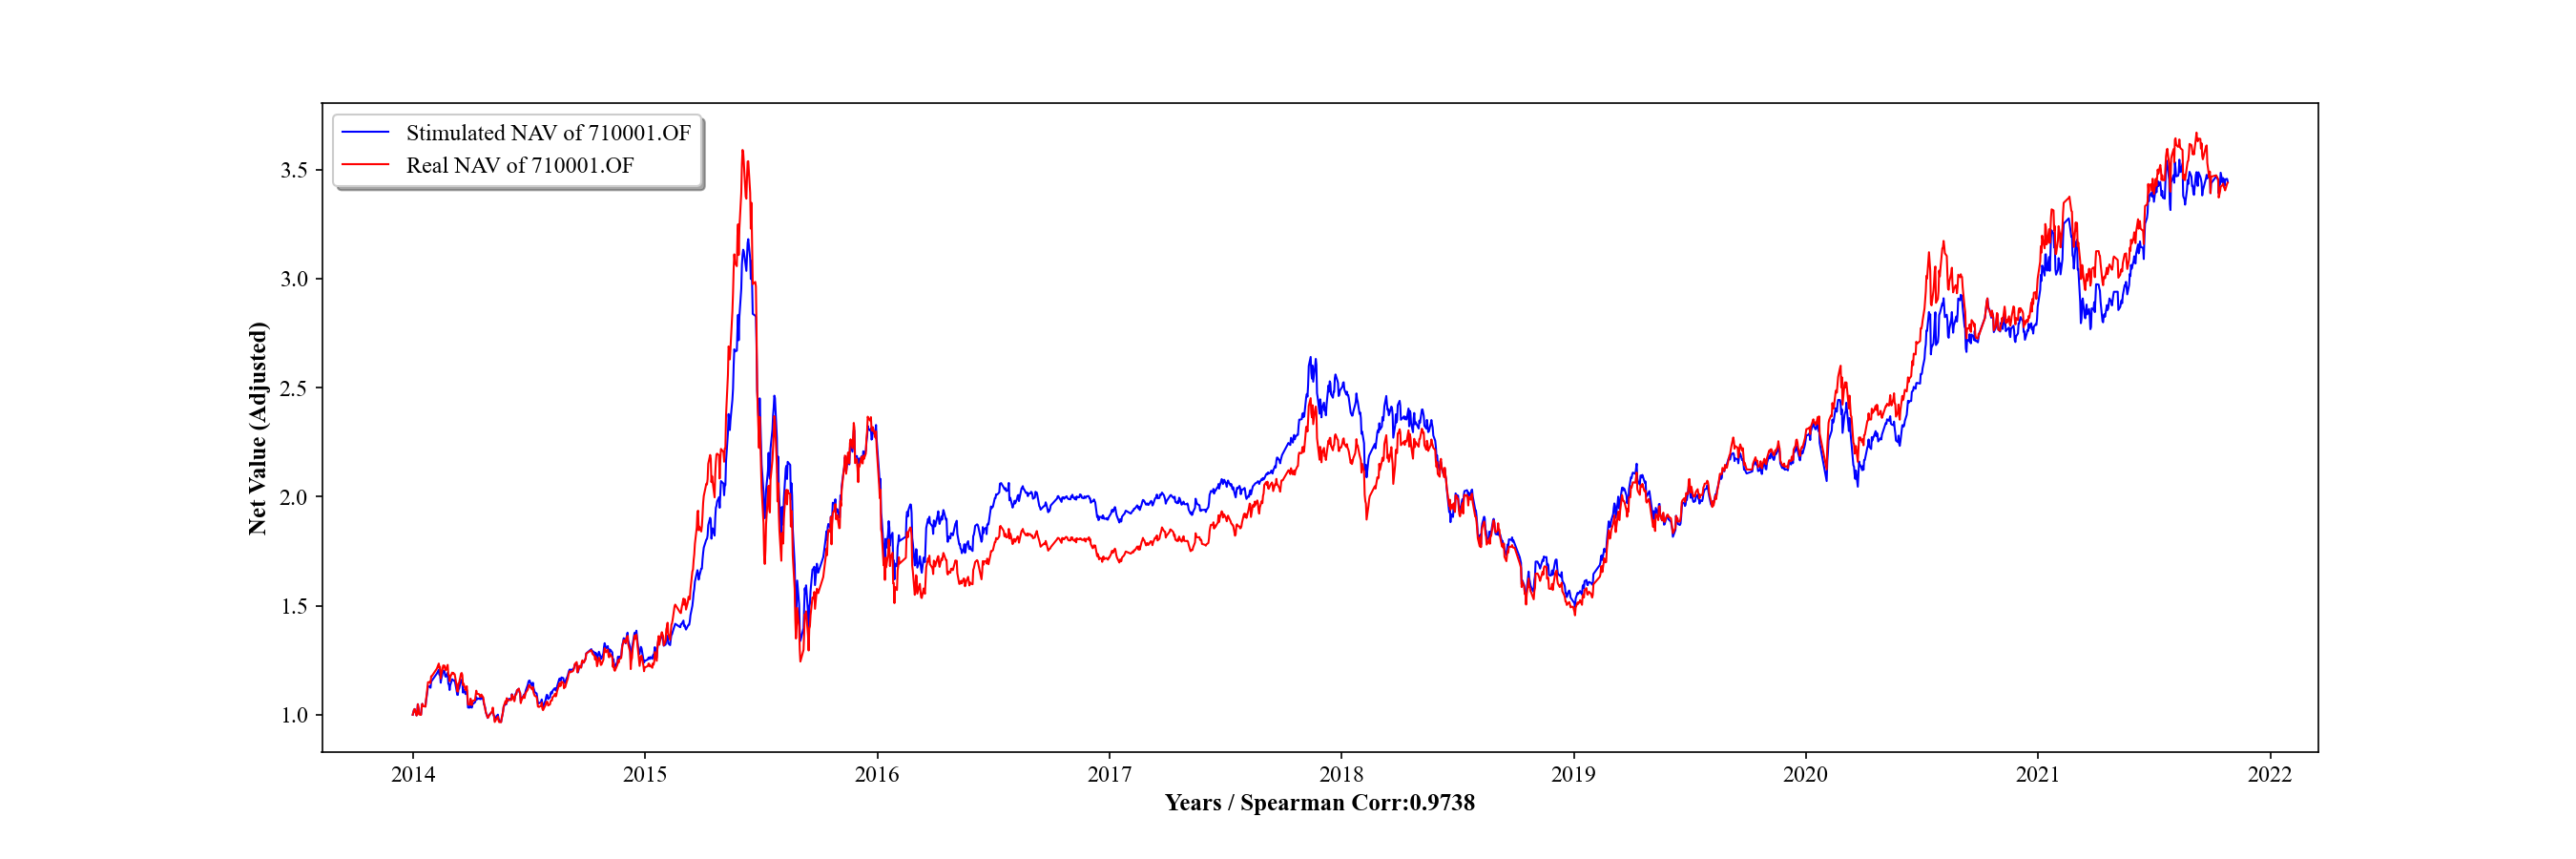 Stimulated NAV of 710001.OF
Real NAV of 710001.OF
3.5
3.0
2.5
2.0
1.5
1.0
Net Value (Adjusted)
2014 2015 2016 2017 2018 2019 2020 2021 2022
Years / Spearman Corr:0.9738